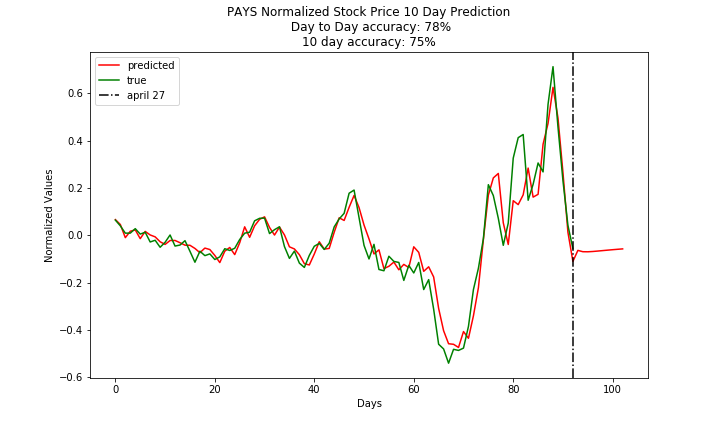 PAYS Normalized Stock Price 10 Day Prediction
Day to Day accuracy: 78%
10 day accuracy: 75%
predicted
true
april 27
Normalized Values
0.6
0.4
0.2
0.0
−0.2
−0.4
−0.6
0 20 40 60 80 100
Days